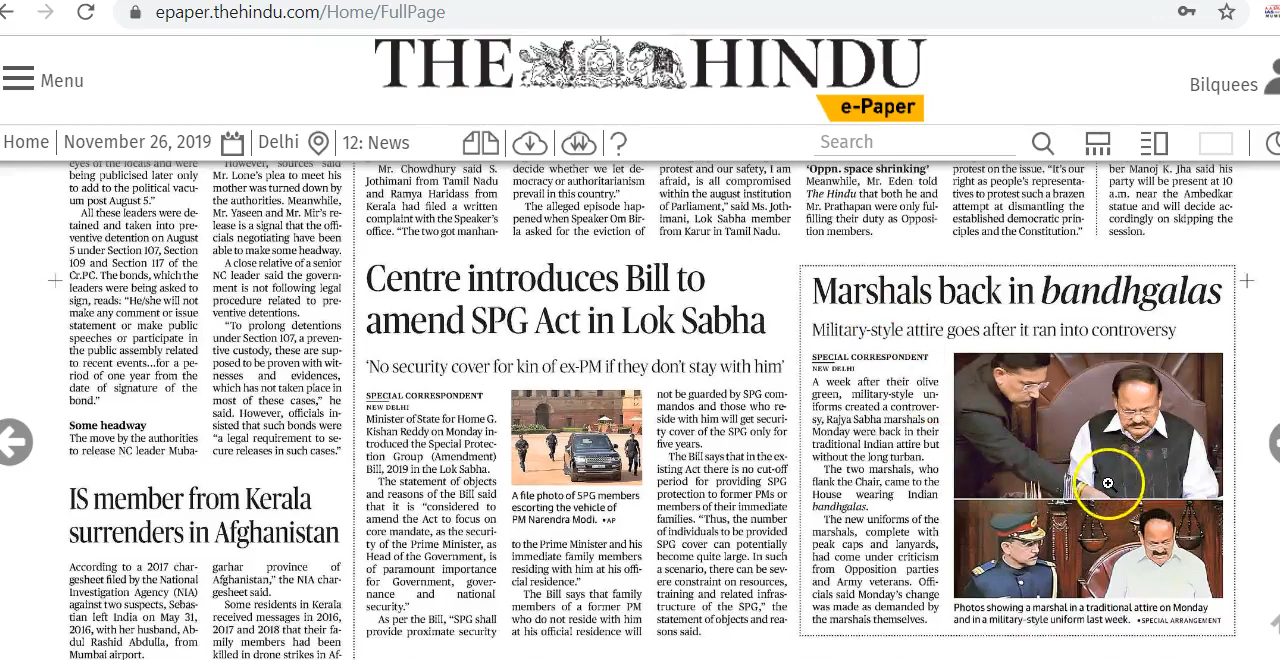 epaper.thehindu.com/Home/FullPage
Menu
THE HINDU
e-Paper
Bilquees
Home
November 26, 2019
Delhi
12: News
?
Search
eyes of the locals and were
being publicised later only
to add to the political vacu-
um post August 5.”
All these leaders were de-
tained and taken into pre-
ventive detention on August
5 under Section 107, Section
109 and Section 117 of the
Cr.PC. The bonds, which the
leaders were being asked to
sign, reads: “He/she will not
make any comment or issue
statement or make public
speeches or participate in
the public assembly related
to recent events...for a pe-
riod of one year from the
date of signature of the
bond.”
Some headway
The move by the authorities
to release NC leader Muba-
However, sources said
Mr. Lone’s plea to meet his
mother was turned down by
the authorities. Meanwhile,
Mr. Yaseen and Mr. Mir’s re-
lease is a signal that the offi-
cials negotiating have been
able to make some headway.
A close relative of a senior
NC leader said the govern-
ment is not following legal
procedure related to pre-
ventive detentions.
“To prolong detentions
under Section 107, a preven-
tive custody, these are sup-
posed to be proven with wit-
nesses and evidences,
which has not taken place in
most of these cases,” he
said. However, officials in-
sisted that such bonds were
“a legal requirement to se-
cure releases in such cases.”
IS member from Kerala
surrenders in Afghanistan
According to a 2017 char-
gesheet filed by the National
Investigation Agency (NIA)
against two suspects, Sebas-
tian left India on May 31,
2016, with her husband, Ab-
dul Rashid Abdulla, from
Mumbai airport.
garhar province of
Afghanistan,” the NIA char-
gesheet said.
Some residents in Kerala
received messages in 2016,
2017 and 2018 that their fa-
mily members had been
killed in drone strikes in Af-
Mr. Chowdhury said S.
Jothimani from Tamil Nadu
and Ramya Haridass from
Kerala had filed a written
complaint with the Speaker’s
office. “The two got manhan-
decide whether we let de-
mocracy or authoritarianism
prevail in this country.”
The alleged episode hap-
pened when Speaker Om Bir-
la asked for the eviction of
protest and our safety, I am
afraid, is all compromised
within the august institution
of Parliament,” said Ms. Joth-
imani, Lok Sabha member
from Karur in Tamil Nadu.
‘Oppn. space shrinking’
Meanwhile, Mr. Eden told
The Hindu that both he and
Mr. Prathapan were only ful-
filling their duty as Opposi-
tion members.
protest on the issue. “It’s our
right as people’s representa-
tives to protest such a brazen
attempt at dismantling the
established democratic prin-
ciples and the Constitution.”
ber Manoj K. Jha said his
party will be present at 10
a.m. near the Ambedkar
statue and will decide ac-
cordingly on skipping the
session.
Centre introduces Bill to
amend SPG Act in Lok Sabha
‘No security cover for kin of ex-PM if they don’t stay with him’
SPECIAL CORRESPONDENT
NEW DELHI
Minister of State for Home G.
Kishan Reddy on Monday in-
troduced the Special Protec-
tion Group (Amendment)
Bill, 2019 in the Lok Sabha.
The statement of objects
and reasons of the Bill said
that it is “considered to
amend the Act to focus on
core mandate, as the securi-
ty of the Prime Minister, as
Head of the Government, is
of paramount importance
for Government, gover-
nance and national
security.”
As per the Bill, “SPG shall
provide proximate security
A file photo of SPG members
escorting the vehicle of
PM Narendra Modi. ▪AP
to the Prime Minister and his
immediate family members
residing with him at his offi-
cial residence.”
The Bill says that family
members of a former PM
who do not reside with him
at his official residence will
not be guarded by SPG com-
mandos and those who re-
side with him will get securi-
ty cover of the SPG only for
five years.
The Bill says that in the ex-
isting Act there is no cut-off
period for providing SPG
protection to former PMs or
members of their immediate
families. “Thus, the number
of individuals to be provided
SPG cover can potentially
become quite large. In such
a scenario, there can be se-
vere constraint on resources,
training and related infras-
tructure of the SPG,” the
statement of objects and rea-
sons said.
Marshals back in bandhgalas
Military-style attire goes after it ran into controversy
SPECIAL CORRESPONDENT
NEW DELHI
A week after their olive
green, military-style un-
iforms created a controver-
sy, Rajya Sabha marshals on
Monday were back in their
traditional Indian attire but
without the long turban.
The two marshals, who
flank the Chair, came to the
House wearing Indian
bandhgalas.
The new uniforms of the
marshals, complete with
peak caps and lanyards,
had come under criticism
from Opposition parties
and Army veterans. Offi-
cials said Monday’s change
was made as demanded by
the marshals themselves.
Photos showing a marshal in a traditional attire on Monday
and in a military-style uniform last week. ▪SPECIAL ARRANGEMENT